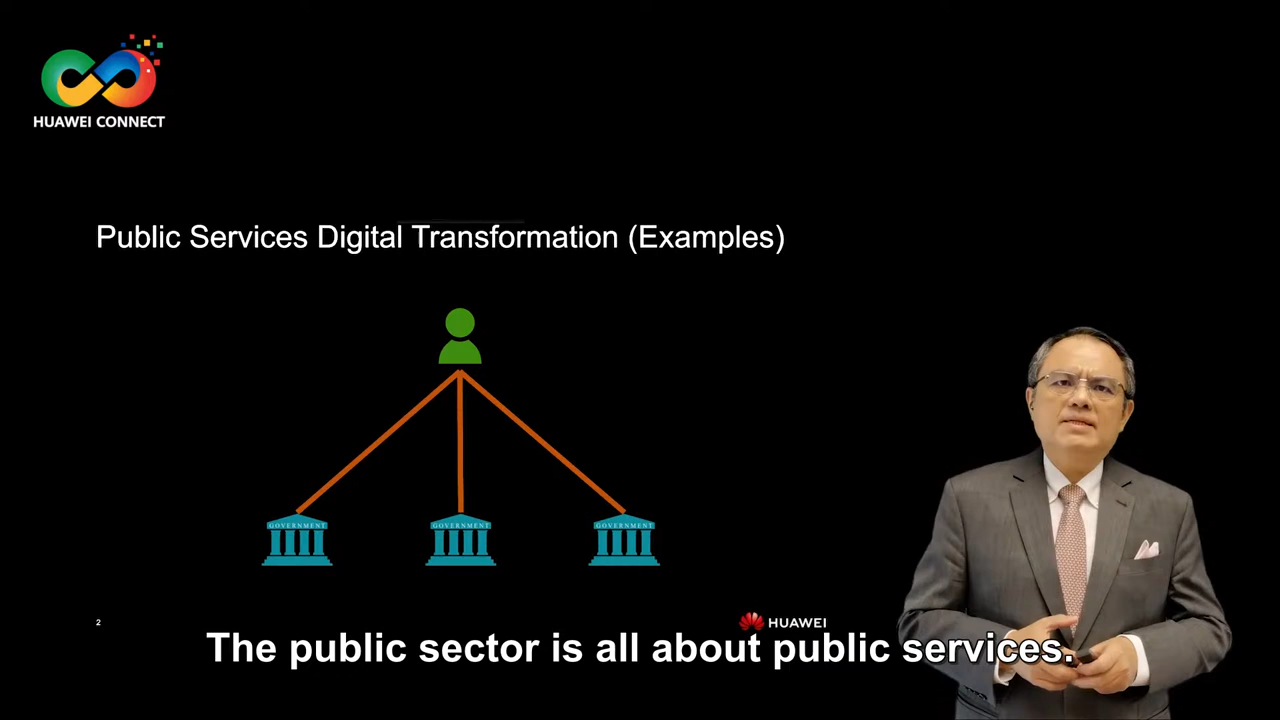 HUAWEI CONNECT
Public Services Digital Transformation (Examples)
GOVERNMENT GOVERNMENT GOVERNMENT
2
HUAWEI
The public sector is all about public services.